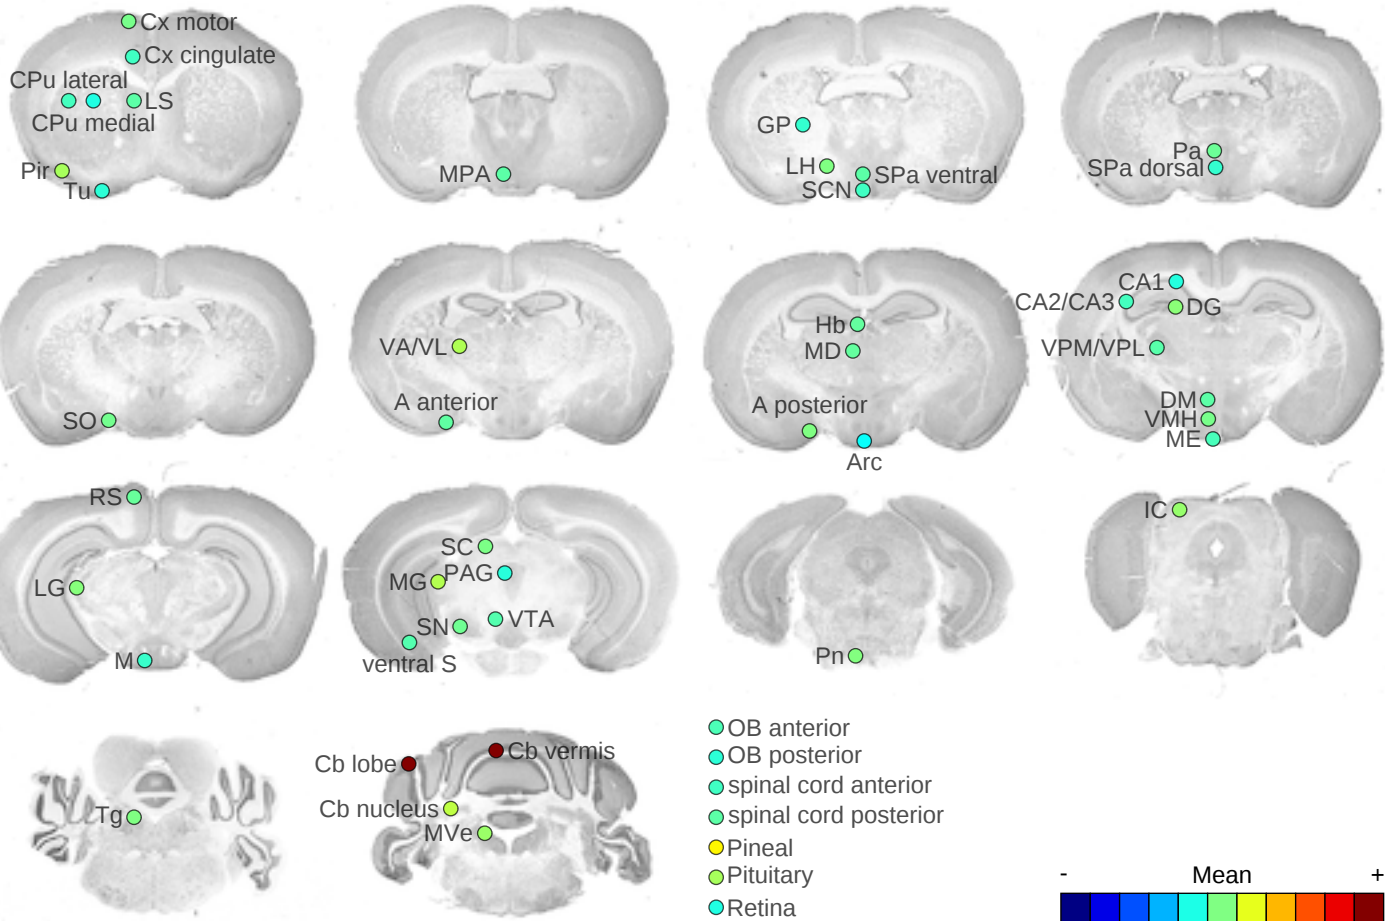 Cx motor
Cx cingulate
CPu lateral
LS
CPu medial
Pir
Tu
MPA
GP
LH
SPa ventral
SCN
Pa
SPa dorsal
SO
VA/VL
A anterior
Hb
MD
A posterior
Arc
CA1
CA2/CA3
DG
VPM/VPL
DM
VMH
ME
RS
LG
M
SC
MG
PAG
SN
VTA
ventral S
Pn
IC
Tg
Cb lobe
Cb vermis
Cb nucleus
MVe
OB anterior
OB posterior
spinal cord anterior
spinal cord posterior
Pineal
Pituitary
Retina
- Mean +